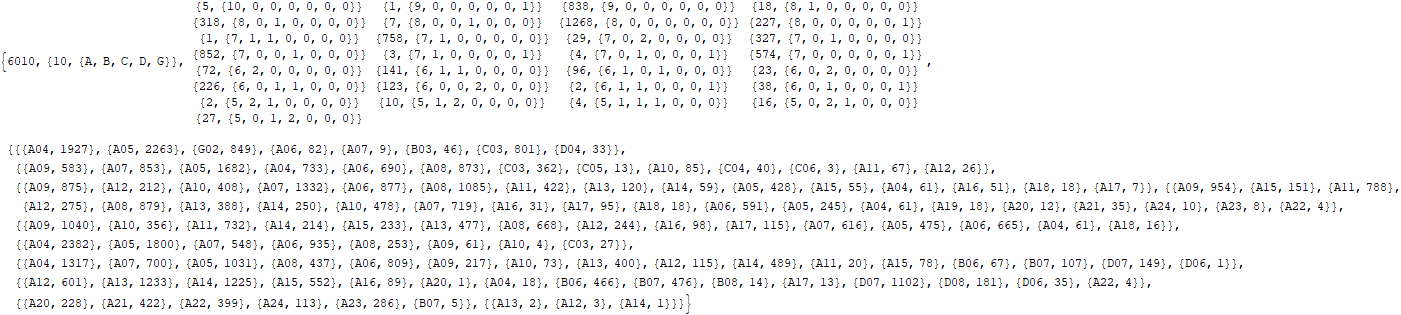 {5, {10, 0, 0, 0, 0, 0, 0}} {1, {9, 0, 0, 0, 0, 0, 1}} {838, {9, 0, 0, 0, 0, 0, 0}} {18, {8, 1, 0, 0, 0, 0, 0}}
{318, {8, 0, 1, 0, 0, 0, 0}} {7, {8, 0, 0, 1, 0, 0, 0}} {1268, {8, 0, 0, 0, 0, 0, 0}} {227, {8, 0, 0, 0, 0, 0, 1}}
{1, {7, 1, 1, 0, 0, 0, 0}} {758, {7, 1, 0, 0, 0, 0, 0}} {29, {7, 0, 2, 0, 0, 0, 0}} {327, {7, 0, 1, 0, 0, 0, 0}}
{6010, {10, {A, B, C, D, G}}, {852, {7, 0, 0, 1, 0, 0, 0}} {3, {7, 1, 0, 0, 0, 0, 1}} {4, {7, 0, 1, 0, 0, 0, 1}} {574, {7, 0, 0, 0, 0, 0, 1}} ,
{72, {6, 2, 0, 0, 0, 0, 0}} {141, {6, 1, 1, 0, 0, 0, 0}} {96, {6, 1, 0, 1, 0, 0, 0}} {23, {6, 0, 2, 0, 0, 0, 0}}
{226, {6, 0, 1, 1, 0, 0, 0}} {123, {6, 0, 0, 2, 0, 0, 0}} {2, {6, 1, 1, 0, 0, 0, 1}} {38, {6, 0, 1, 0, 0, 0, 1}}
{2, {5, 2, 1, 0, 0, 0, 0}} {10, {5, 1, 2, 0, 0, 0, 0}} {4, {5, 1, 1, 1, 0, 0, 0}} {16, {5, 0, 2, 1, 0, 0, 0}}
{27, {5, 0, 1, 2, 0, 0, 0}}
{{{A04, 1927}, {A05, 2263}, {G02, 849}, {A06, 82}, {A07, 9}, {B03, 46}, {C03, 801}, {D04, 33}},
{{A09, 583}, {A07, 853}, {A05, 1682}, {A04, 733}, {A06, 690}, {A08, 873}, {C03, 362}, {C05, 13}, {A10, 85}, {C04, 40}, {C06, 3}, {A11, 67}, {A12, 26}},
{{A09, 875}, {A12, 212}, {A10, 408}, {A07, 1332}, {A06, 877}, {A08, 1085}, {A11, 422}, {A13, 120}, {A14, 59}, {A05, 428}, {A15, 55}, {A04, 61}, {A16, 51}, {A18, 18}, {A17, 7}}, {{A09, 954}, {A15, 151}, {A11, 788},
{A12, 275}, {A08, 879}, {A13, 388}, {A14, 250}, {A10, 478}, {A07, 719}, {A16, 31}, {A17, 95}, {A18, 18}, {A06, 591}, {A05, 245}, {A04, 61}, {A19, 18}, {A20, 12}, {A21, 35}, {A24, 10}, {A23, 8}, {A22, 4}},
{{A09, 1040}, {A10, 356}, {A11, 732}, {A14, 214}, {A15, 233}, {A13, 477}, {A08, 668}, {A12, 244}, {A16, 98}, {A17, 115}, {A07, 616}, {A05, 475}, {A06, 665}, {A04, 61}, {A18, 16}},
{{A04, 2382}, {A05, 1800}, {A07, 548}, {A06, 935}, {A08, 253}, {A09, 61}, {A10, 4}, {C03, 27}},
{{A04, 1317}, {A07, 700}, {A05, 1031}, {A08, 437}, {A06, 809}, {A09, 217}, {A10, 73}, {A13, 400}, {A12, 115}, {A14, 489}, {A11, 20}, {A15, 78}, {B06, 67}, {B07, 107}, {D07, 149}, {D06, 1}},
{{A12, 601}, {A13, 1233}, {A14, 1225}, {A15, 552}, {A16, 89}, {A20, 1}, {A04, 18}, {B06, 466}, {B07, 476}, {B08, 14}, {A17, 13}, {D07, 1102}, {D08, 181}, {D06, 35}, {A22, 4}},
{{A20, 228}, {A21, 422}, {A22, 399}, {A24, 113}, {A23, 286}, {B07, 5}}, {{A13, 2}, {A12, 3}, {A14, 1}}}}